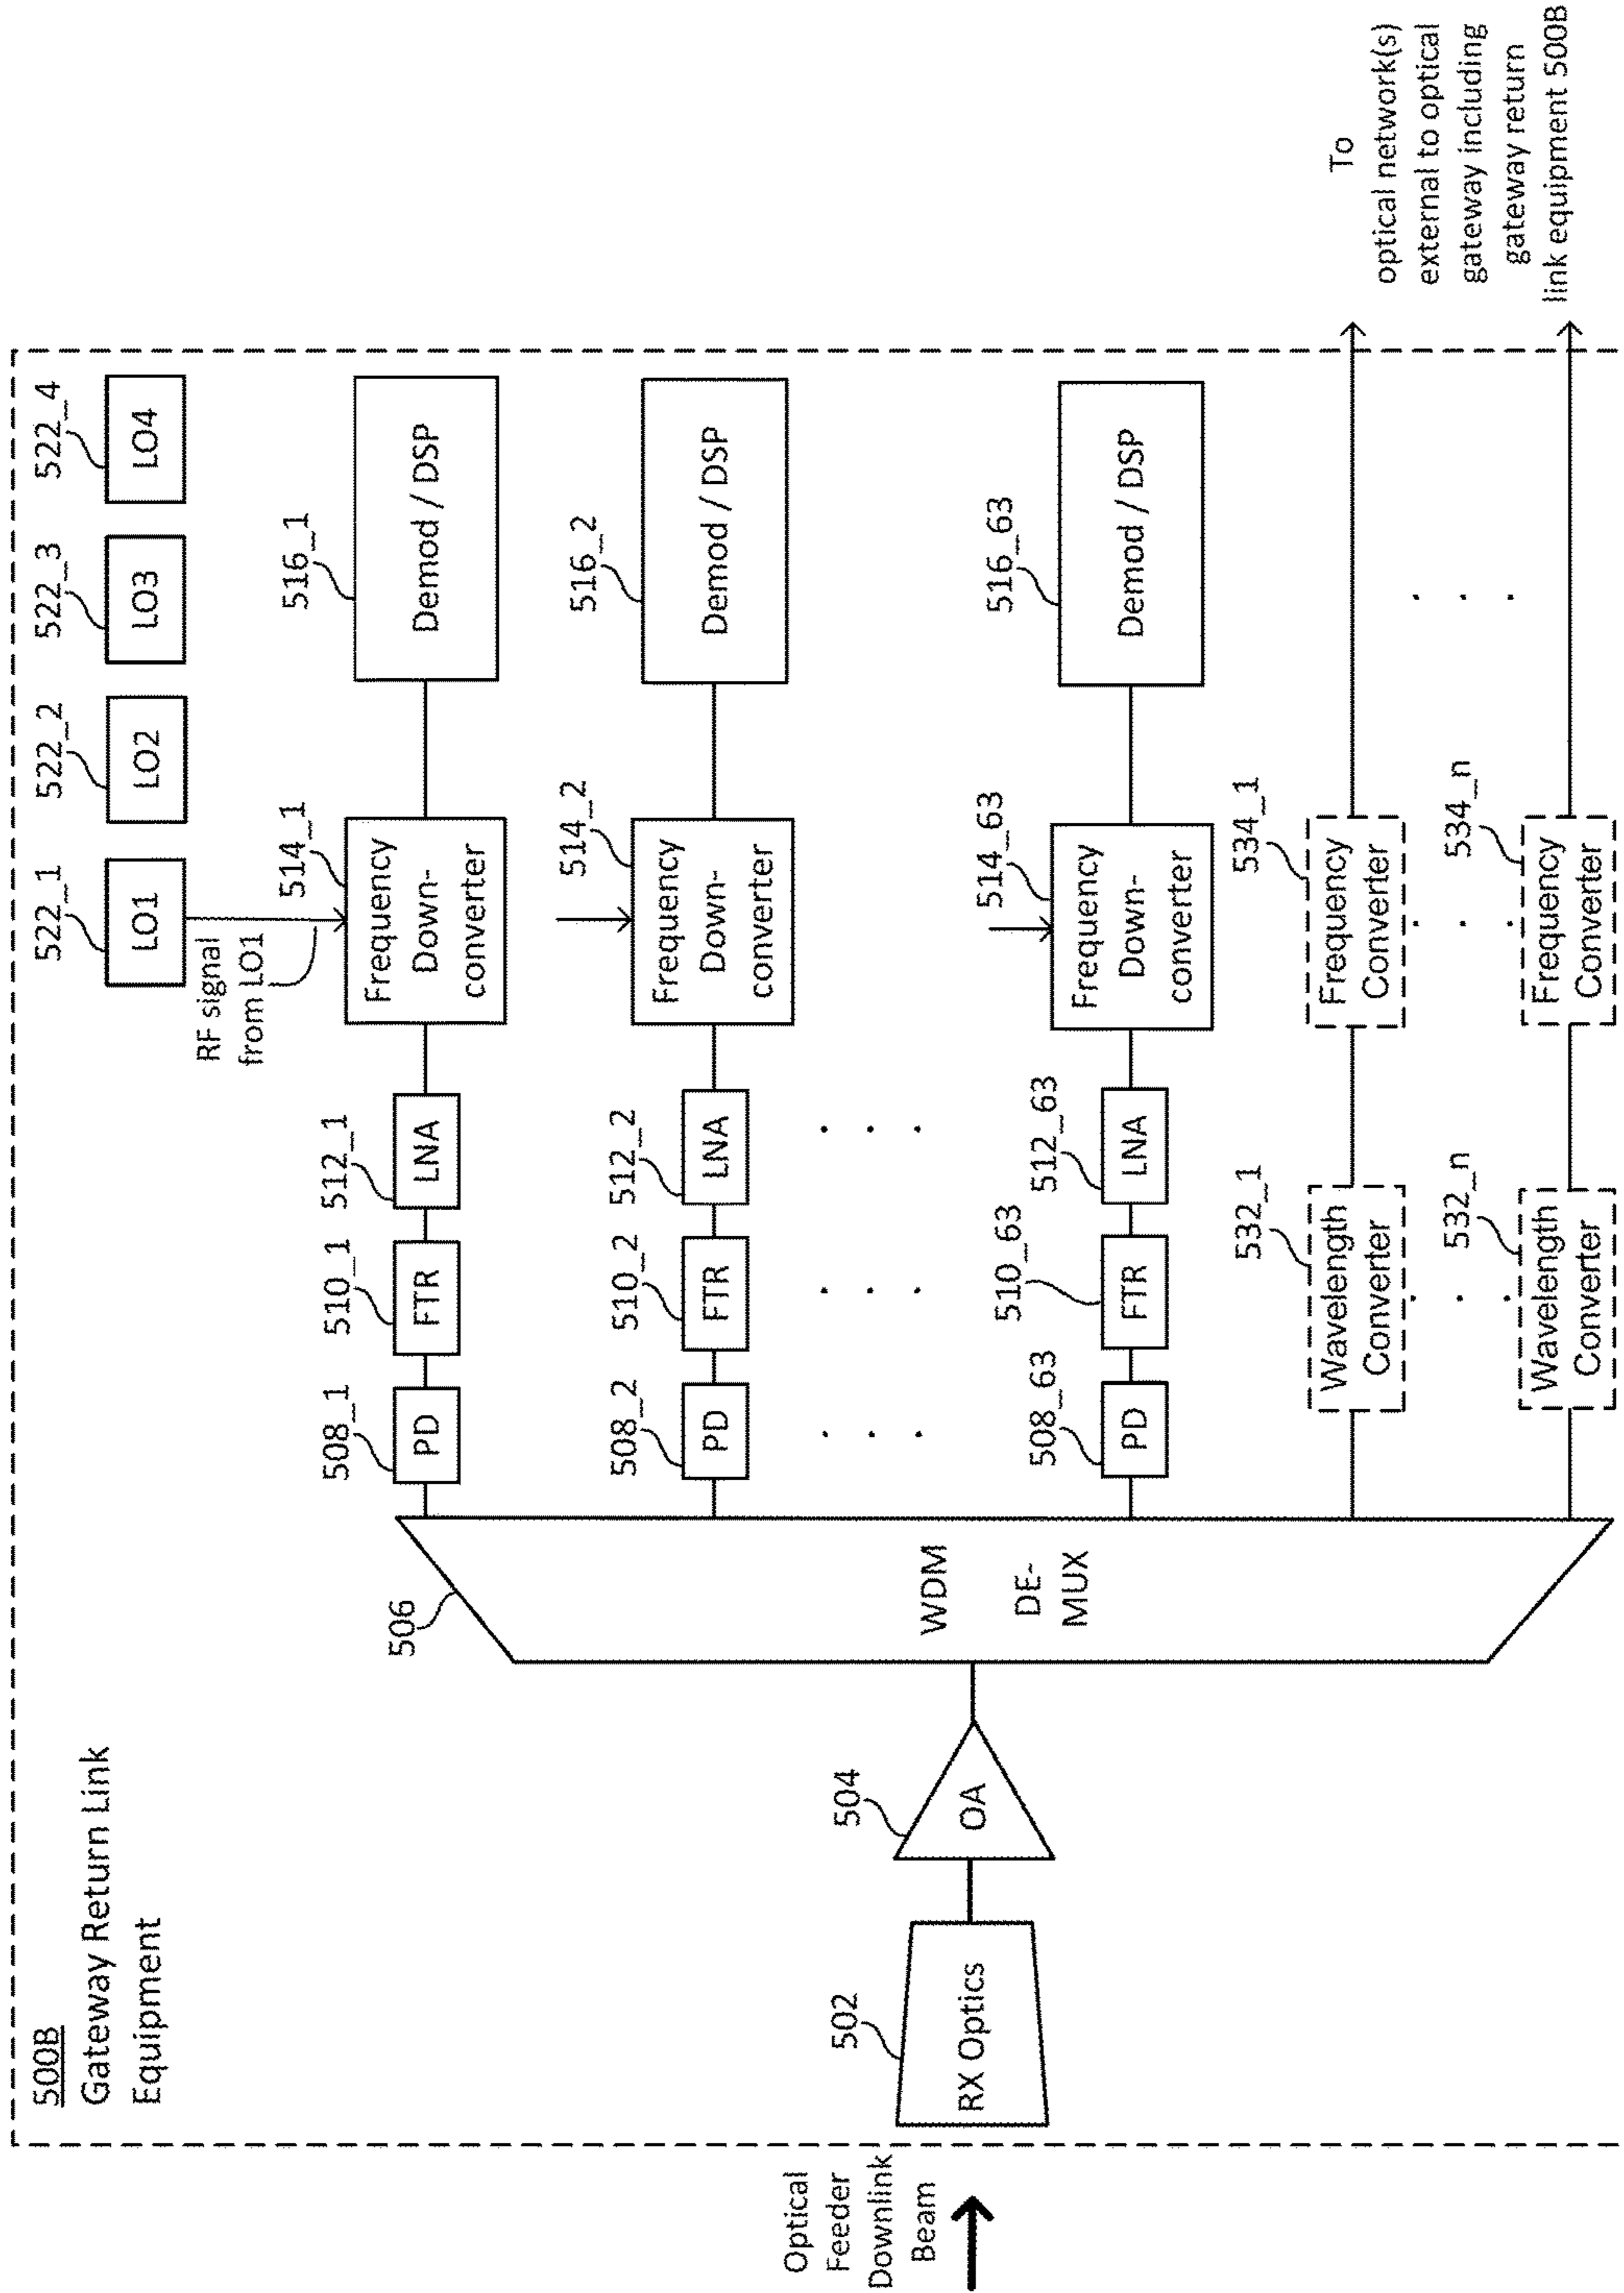 500B
Gateway Return Link
Equipment
522_1
522_2
522_3
522_4
LO1
LO2
LO3
LO4
RF signal
from LO1
508_1
510_1
512_1
514_1
516_1
PD
FTR
LNA
Frequency
Down-
converter
Demod / DSP
506
508_2
510_2
512_2
514_2
516_2
PD
FTR
LNA
Frequency
Down-
converter
Demod / DSP
Optical
Feeder
Downlink
Beam
502
RX Optics
504
OA
WDM
DE-
MUX
508_63
510_63
512_63
514_63
516_63
PD
FTR
LNA
Frequency
Down-
converter
Demod / DSP
532_1
Wavelength
Converter
534_1
Frequency
Converter
532_n
Wavelength
Converter
534_n
Frequency
Converter
To
optical network(s)
external to optical
gateway including
gateway return
link equipment 500B